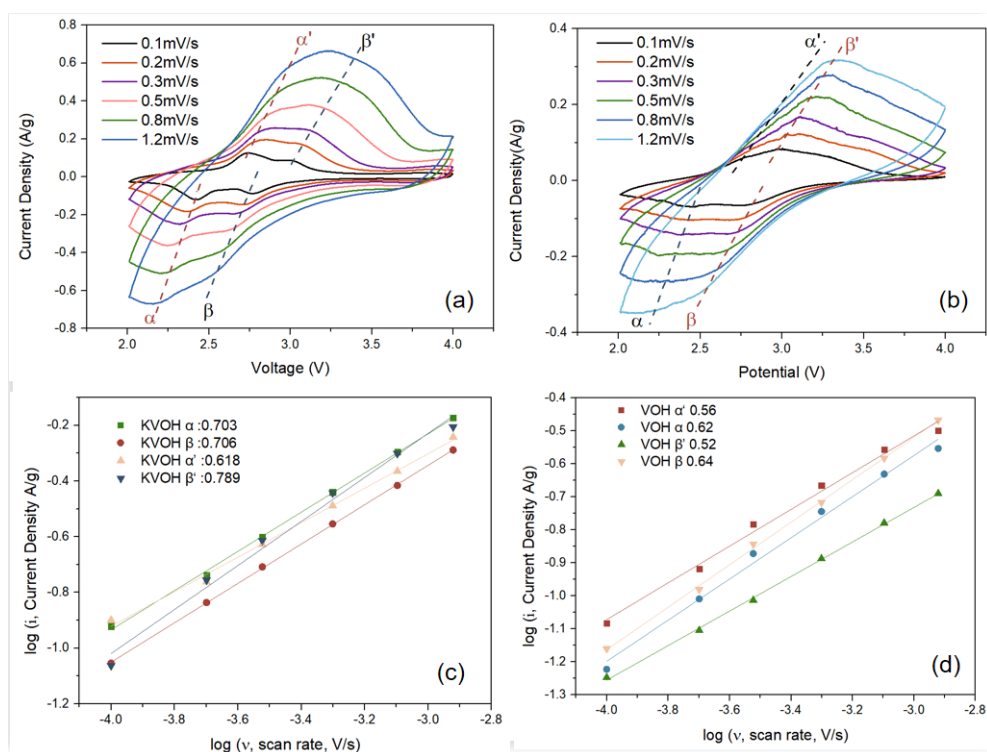 0.1mV/s
0.2mV/s
0.3mV/s
0.5mV/s
0.8mV/s
1.2mV/s
α'
β'
α
β
(a)
0.8
0.6
0.4
0.2
0.0
-0.2
-0.4
-0.6
-0.8
Current Density (A/g)
2.0 2.5 3.0 3.5 4.0
Voltage (V)
0.1mV/s
0.2mV/s
0.3mV/s
0.5mV/s
0.8mV/s
1.2mV/s
α'.
β'
α.
β
(b)
0.4
0.2
0.0
-0.2
-0.4
Current Density(A/g)
2.0 2.5 3.0 3.5 4.0
Potential (V)
KVOH α :0.703
KVOH β :0.706
KVOH α' :0.618
KVOH β' :0.789
(c)
-0.2
-0.4
-0.6
-0.8
-1.0
-1.2
log (i, Current Density A/g)
-4.0 -3.8 -3.6 -3.4 -3.2 -3.0 -2.8
log (ν, scan rate, V/s)
VOH α' 0.56
VOH α 0.62
VOH β' 0.52
VOH β 0.64
(d)
-0.4
-0.5
-0.6
-0.7
-0.8
-0.9
-1.0
-1.1
-1.2
-1.3
log (i, Current Density, A/g)
-4.0 -3.8 -3.6 -3.4 -3.2 -3.0 -2.8
log (ν, scan rate, V/s)